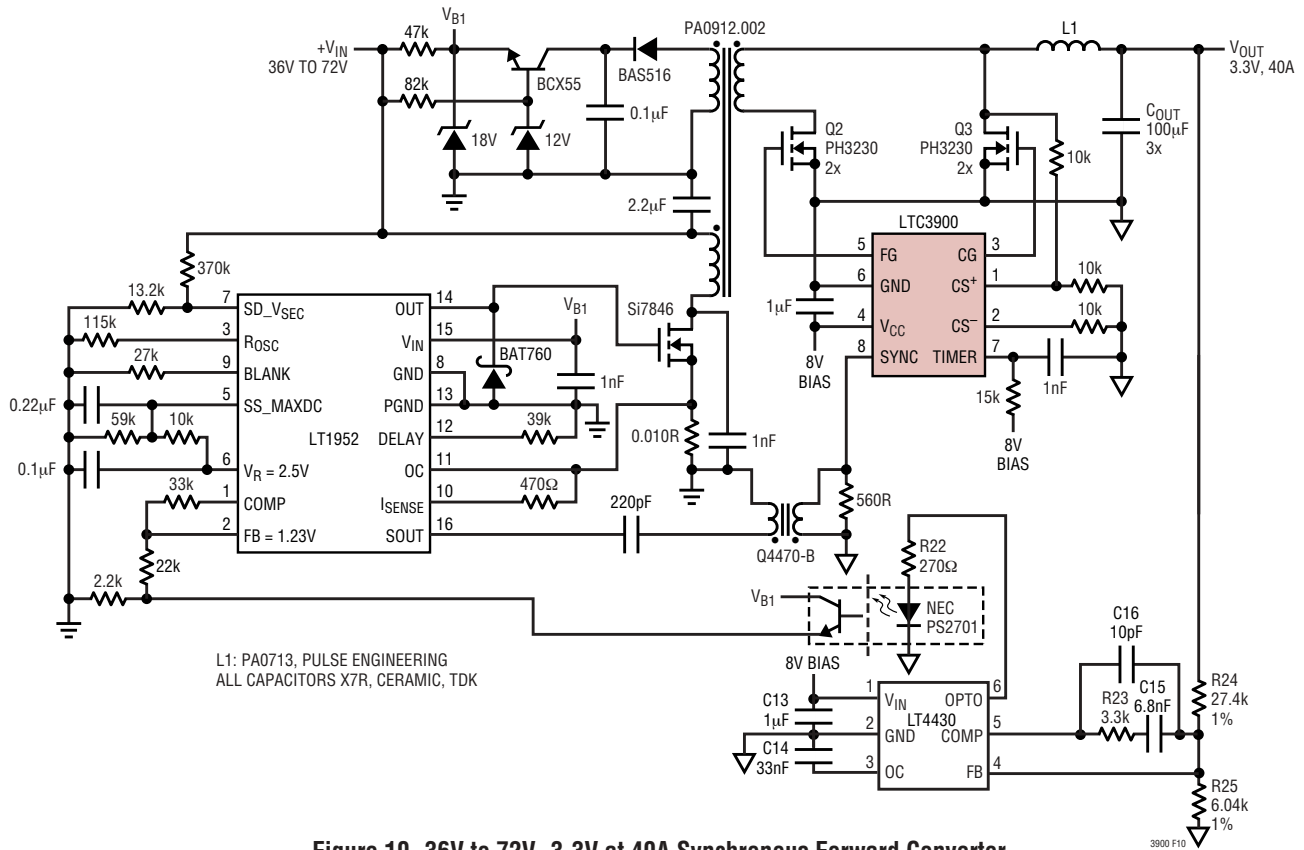 +VIN
36V TO 72V
47k
VB1
82k
BCX55
BAS516
18V
12V
0.1µF
2.2µF
PA0912.002
L1
VOUT
3.3V, 40A
Q2
PH3230
2x
Q3
PH3230
2x
10k
COUT
100µF
3x
LTC3900
5
FG
CG
3
6
GND
CS+
1
10k
4
VCC
CS−
2
10k
8
SYNC
TIMER
7
1µF
8V
BIAS
1nF
15k
8V
BIAS
370k
13.2k
115k
27k
0.22µF
59k
10k
0.1µF
33k
22k
2.2k
7
SD_VSEC
OUT
14
3
ROSC
VIN
15
9
BLANK
GND
8
5
SS_MAXDC
PGND
13
LT1952
DELAY
12
6
VR = 2.5V
OC
11
1
COMP
ISENSE
10
2
FB = 1.23V
SOUT
16
Si7846
VB1
BAT760
1nF
39k
0.010R
1nF
470Ω
220pF
Q4470-B
560R
R22
270Ω
VB1
NEC
PS2701
8V BIAS
C13
1µF
C14
33nF
1
VIN
OPTO
6
LT4430
2
GND
COMP
5
3
OC
FB
4
C16
10pF
R23
3.3k
C15
6.8nF
R24
27.4k
1%
R25
6.04k
1%
L1: PA0713, PULSE ENGINEERING
ALL CAPACITORS X7R, CERAMIC, TDK
3900 F10
Figure 10. 36V to 72V, 3.3V at 40A Synchronous Forward Converter